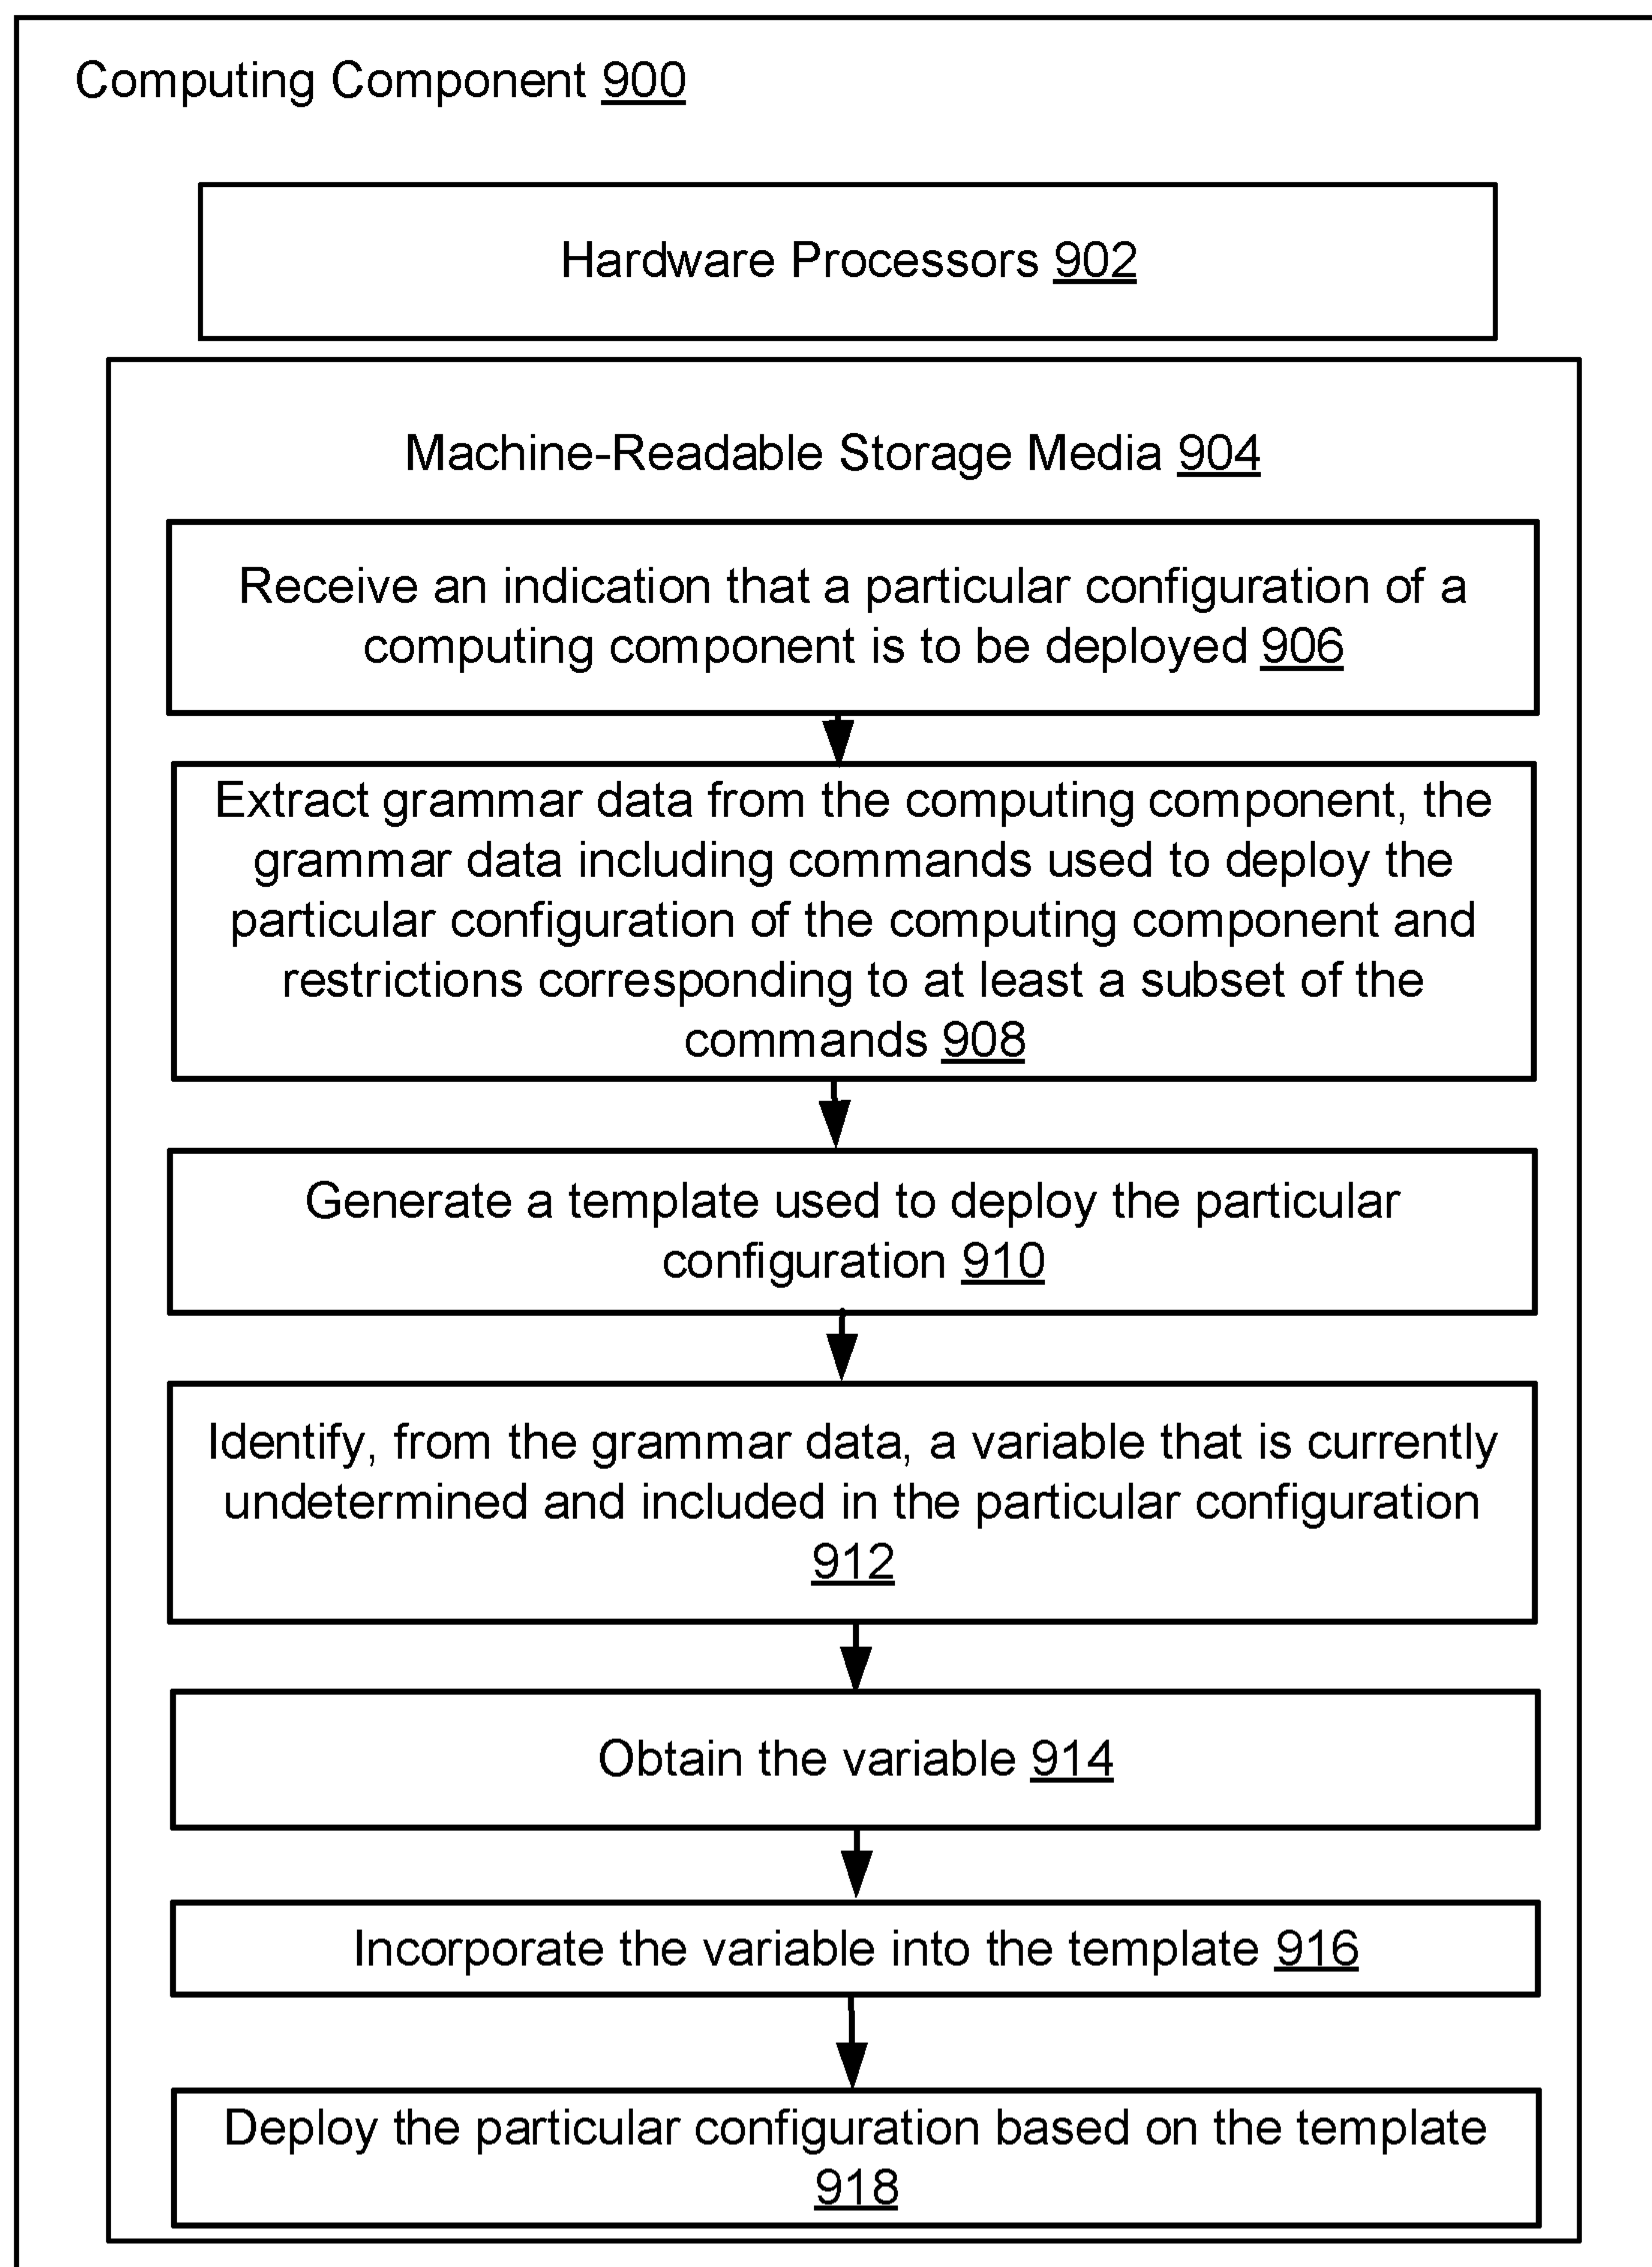 Computing Component 900
Hardware Processors 902
Machine-Readable Storage Media 904
Receive an indication that a particular configuration of a
computing component is to be deployed 906
Extract grammar data from the computing component, the
grammar data including commands used to deploy the
particular configuration of the computing component and
restrictions corresponding to at least a subset of the
commands 908
Generate a template used to deploy the particular
configuration 910
Identify, from the grammar data, a variable that is currently
undetermined and included in the particular configuration
912
Obtain the variable 914
Incorporate the variable into the template 916
Deploy the particular configuration based on the template
918